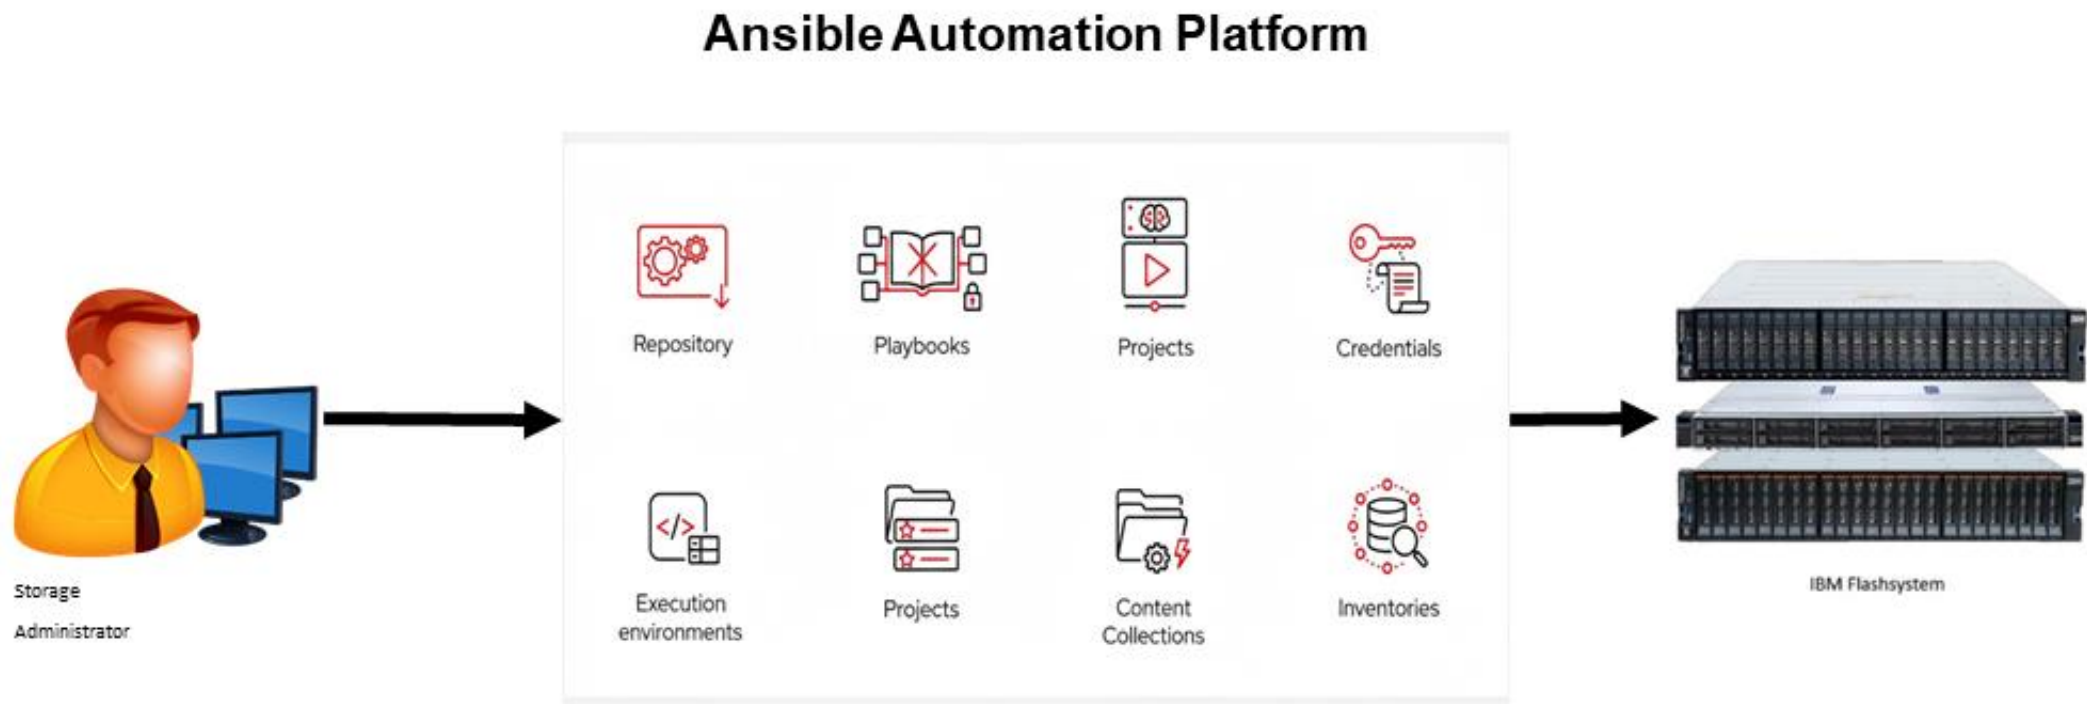 Ansible Automation Platform
Repository
Playbooks
Projects
Credentials
Execution
environments
Projects
Content
Collections
Inventories
Storage
Administrator
IBM Flashsystem